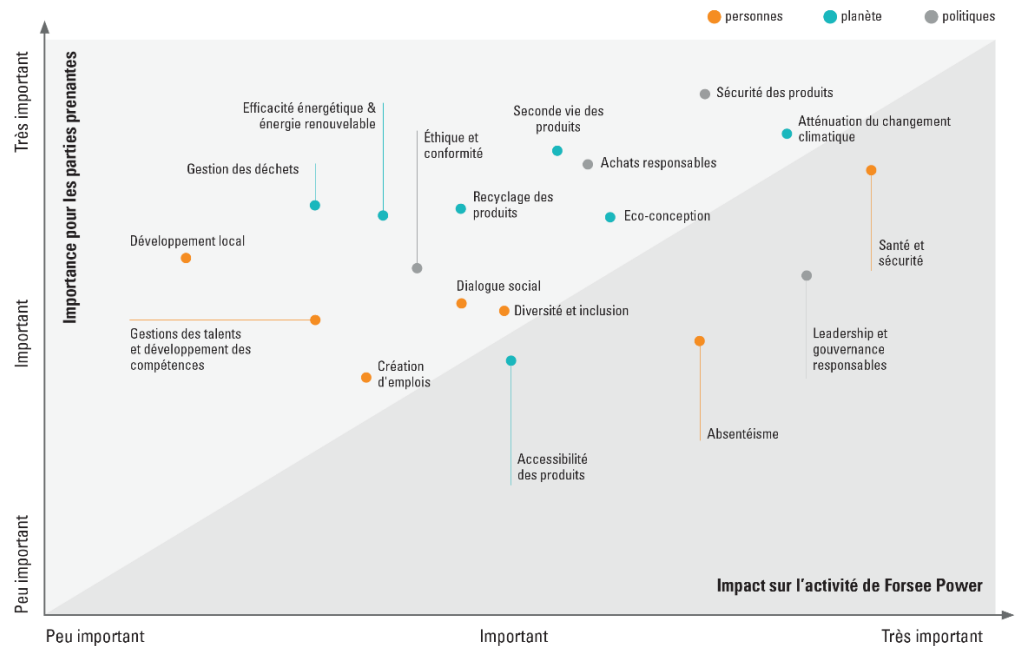 personnes
planète
politiques
Très important
Important
Peu important
Importance pour les parties prenantes
Efficacité énergétique &
énergie renouvelable
Éthique et
conformité
Seconde vie des
produits
Sécurité des produits
Atténuation du changement
climatique
Gestion des déchets
Achats responsables
Recyclage des
produits
Eco-conception
Développement local
Santé et
sécurité
Dialogue social
Diversité et inclusion
Gestions des talents
et développement des
compétences
Création
d'emplois
Leadership et
gouvernance
responsables
Absentéisme
Accessibilité
des produits
Impact sur l'activité de Forsee Power
Peu important
Important
Très important